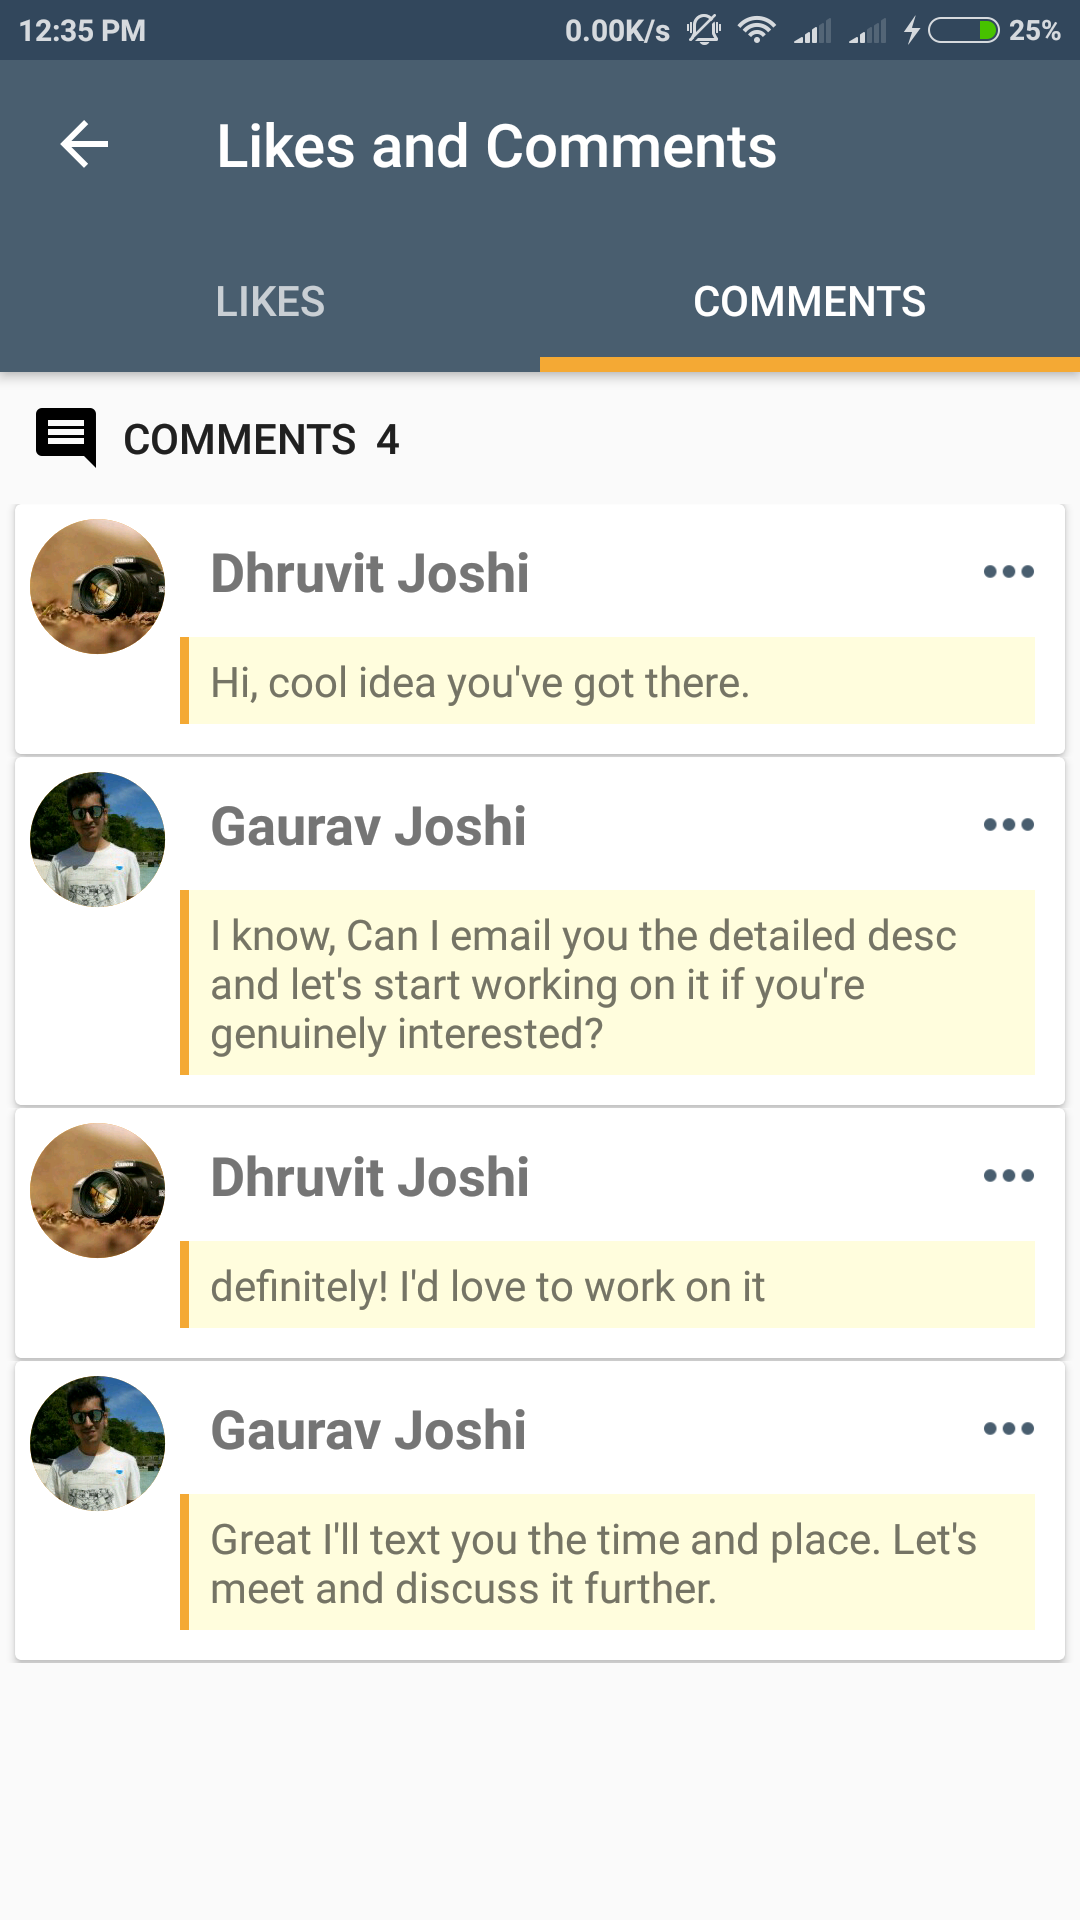 12:35 PM 0.00K/s 25%
Likes and Comments
LIKES COMMENTS
COMMENTS 4
Dhruvit Joshi
Hi, cool idea you've got there.
Gaurav Joshi
I know, Can I email you the detailed desc
and let's start working on it if you're
genuinely interested?
Dhruvit Joshi
definitely! I'd love to work on it
Gaurav Joshi
Great I'll text you the time and place. Let's
meet and discuss it further.